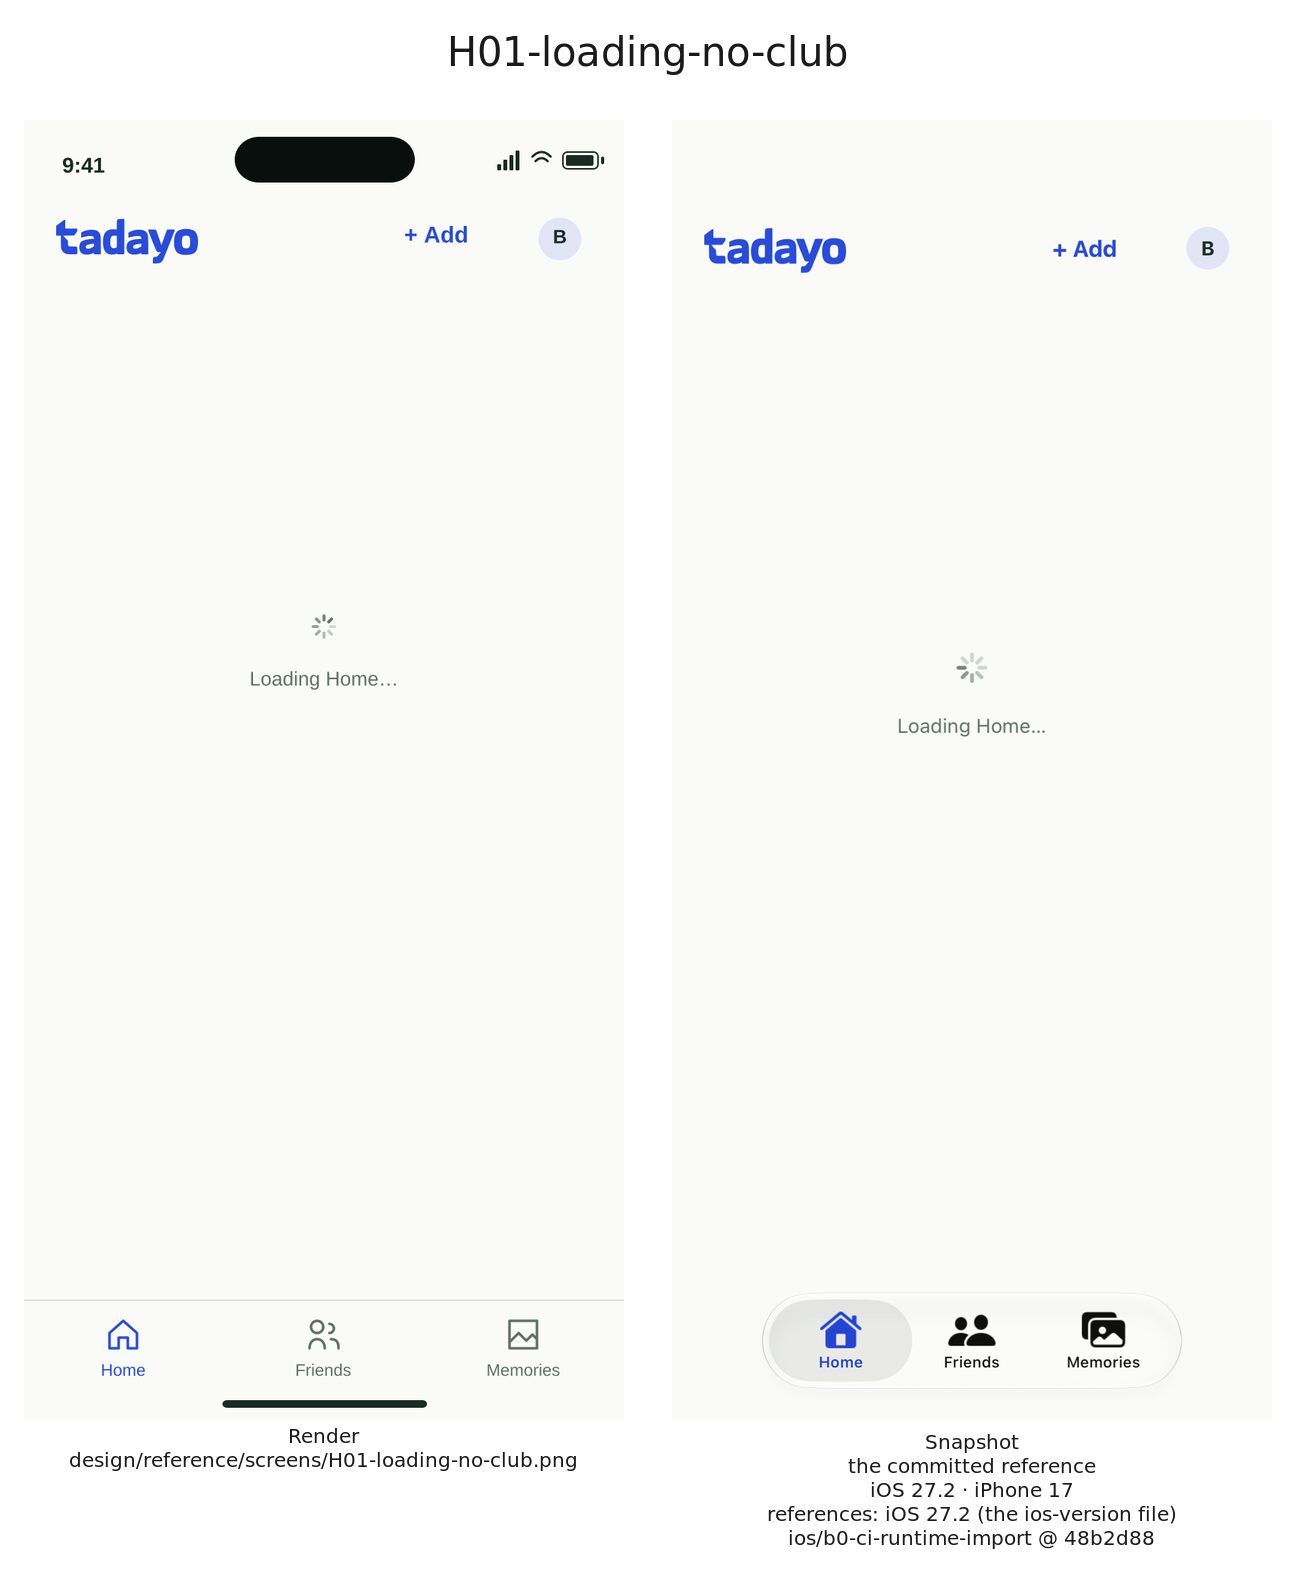 H01-loading-no-club
9:41
tadayo
+ Add
B
Loading Home…
Home
Friends
Memories
Render
design/reference/screens/H01-loading-no-club.png
tadayo
+ Add
B
Loading Home...
Home
Friends
Memories
Snapshot
the committed reference
iOS 27.2 · iPhone 17
references: iOS 27.2 (the ios-version file)
ios/b0-ci-runtime-import @ 48b2d88